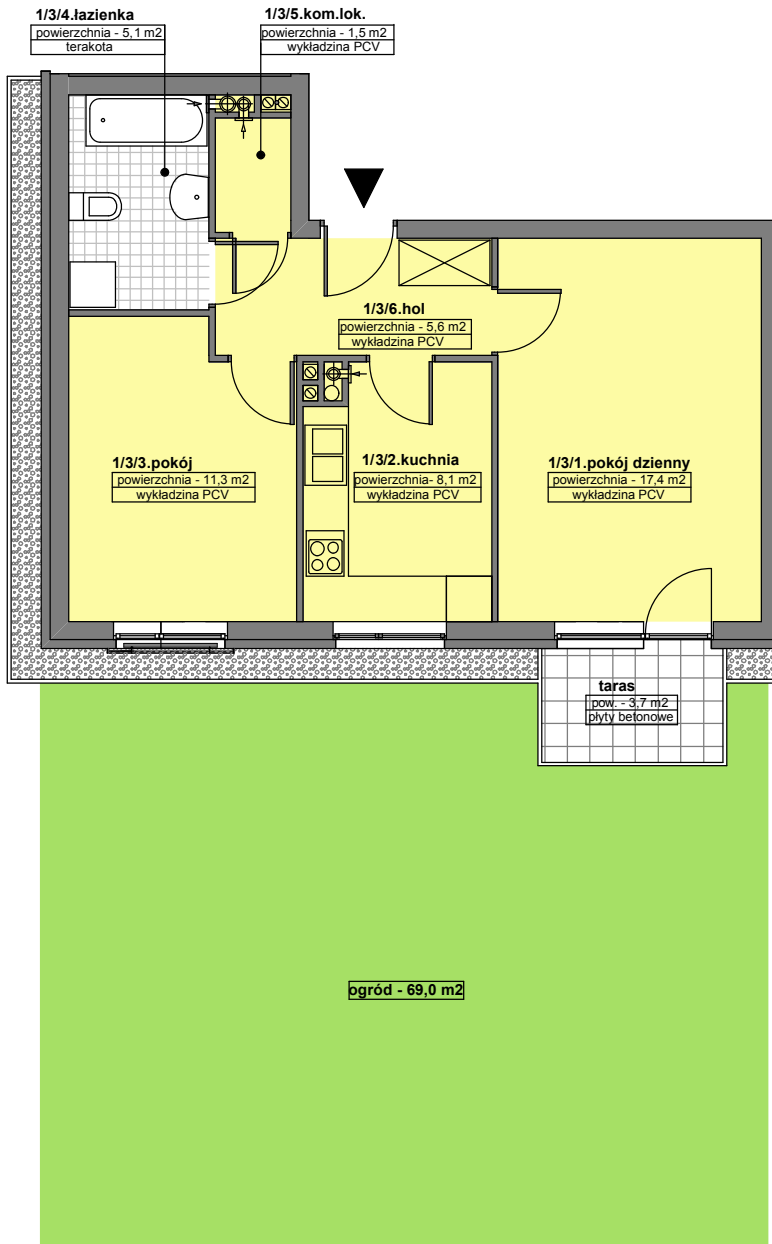 1/3/4.łazienka
powierzchnia - 5,1 m2
terakota
1/3/5.kom.lok.
powierzchnia - 1,5 m2
wykładzina PCV
1/3/6.hol
powierzchnia - 5,6 m2
wykładzina PCV
1/3/3.pokój
powierzchnia - 11,3 m2
wykładzina PCV
1/3/2.kuchnia
powierzchnia- 8,1 m2
wykładzina PCV
1/3/1.pokój dzienny
powierzchnia - 17,4 m2
wykładzina PCV
taras
pow. - 3,7 m2
płyty betonowe
ogród - 69,0 m2